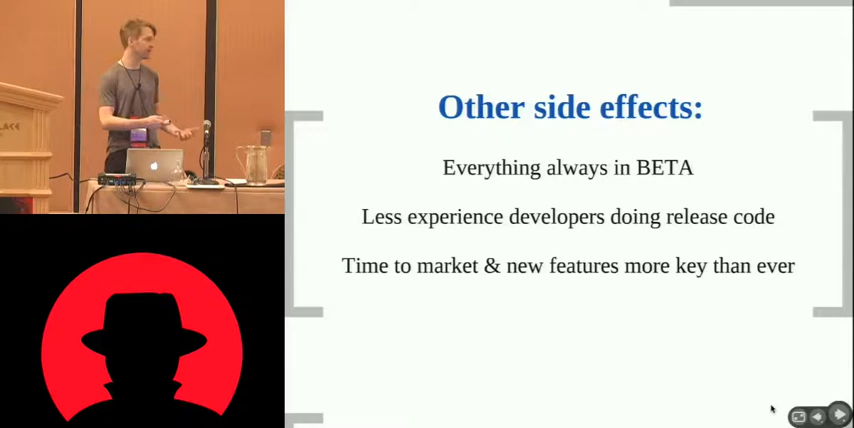 Other side effects:
Everything always in BETA
Less experience developers doing release code
Time to market & new features more key than ever